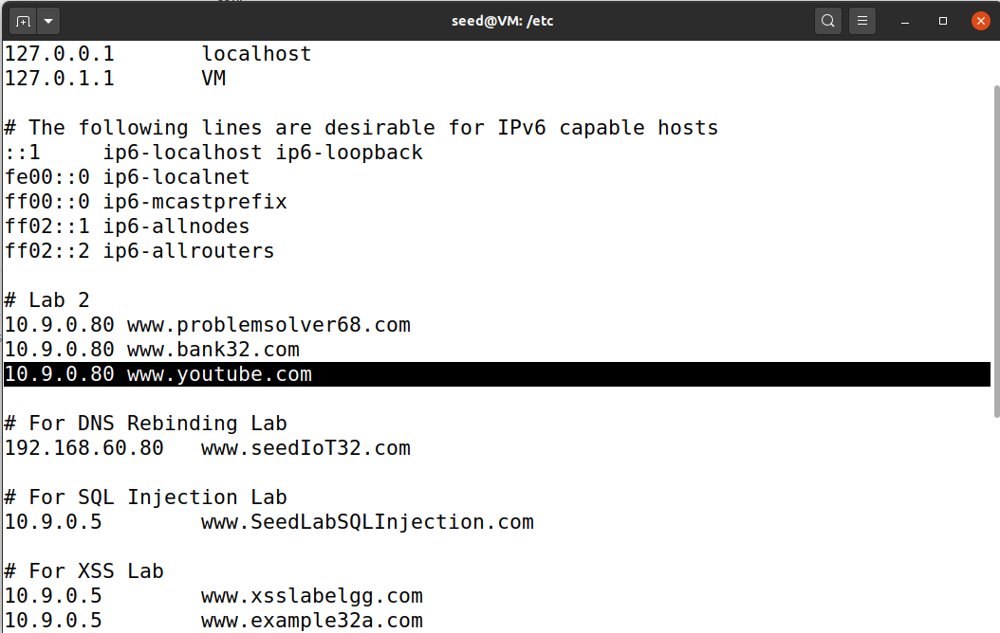 seed@VM: /etc
127.0.0.1       localhost
127.0.1.1       VM
# The following lines are desirable for IPv6 capable hosts
::1     ip6-localhost ip6-loopback
fe00::0 ip6-localnet
ff00::0 ip6-mcastprefix
ff02::1 ip6-allnodes
ff02::2 ip6-allrouters
# Lab 2
10.9.0.80 www.problemsolver68.com
10.9.0.80 www.bank32.com
10.9.0.80 www.youtube.com
# For DNS Rebinding Lab
192.168.60.80   www.seedIoT32.com
# For SQL Injection Lab
10.9.0.5        www.SeedLabSQLInjection.com
# For XSS Lab
10.9.0.5        www.xsslabelgg.com
10.9.0.5        www.example32a.com